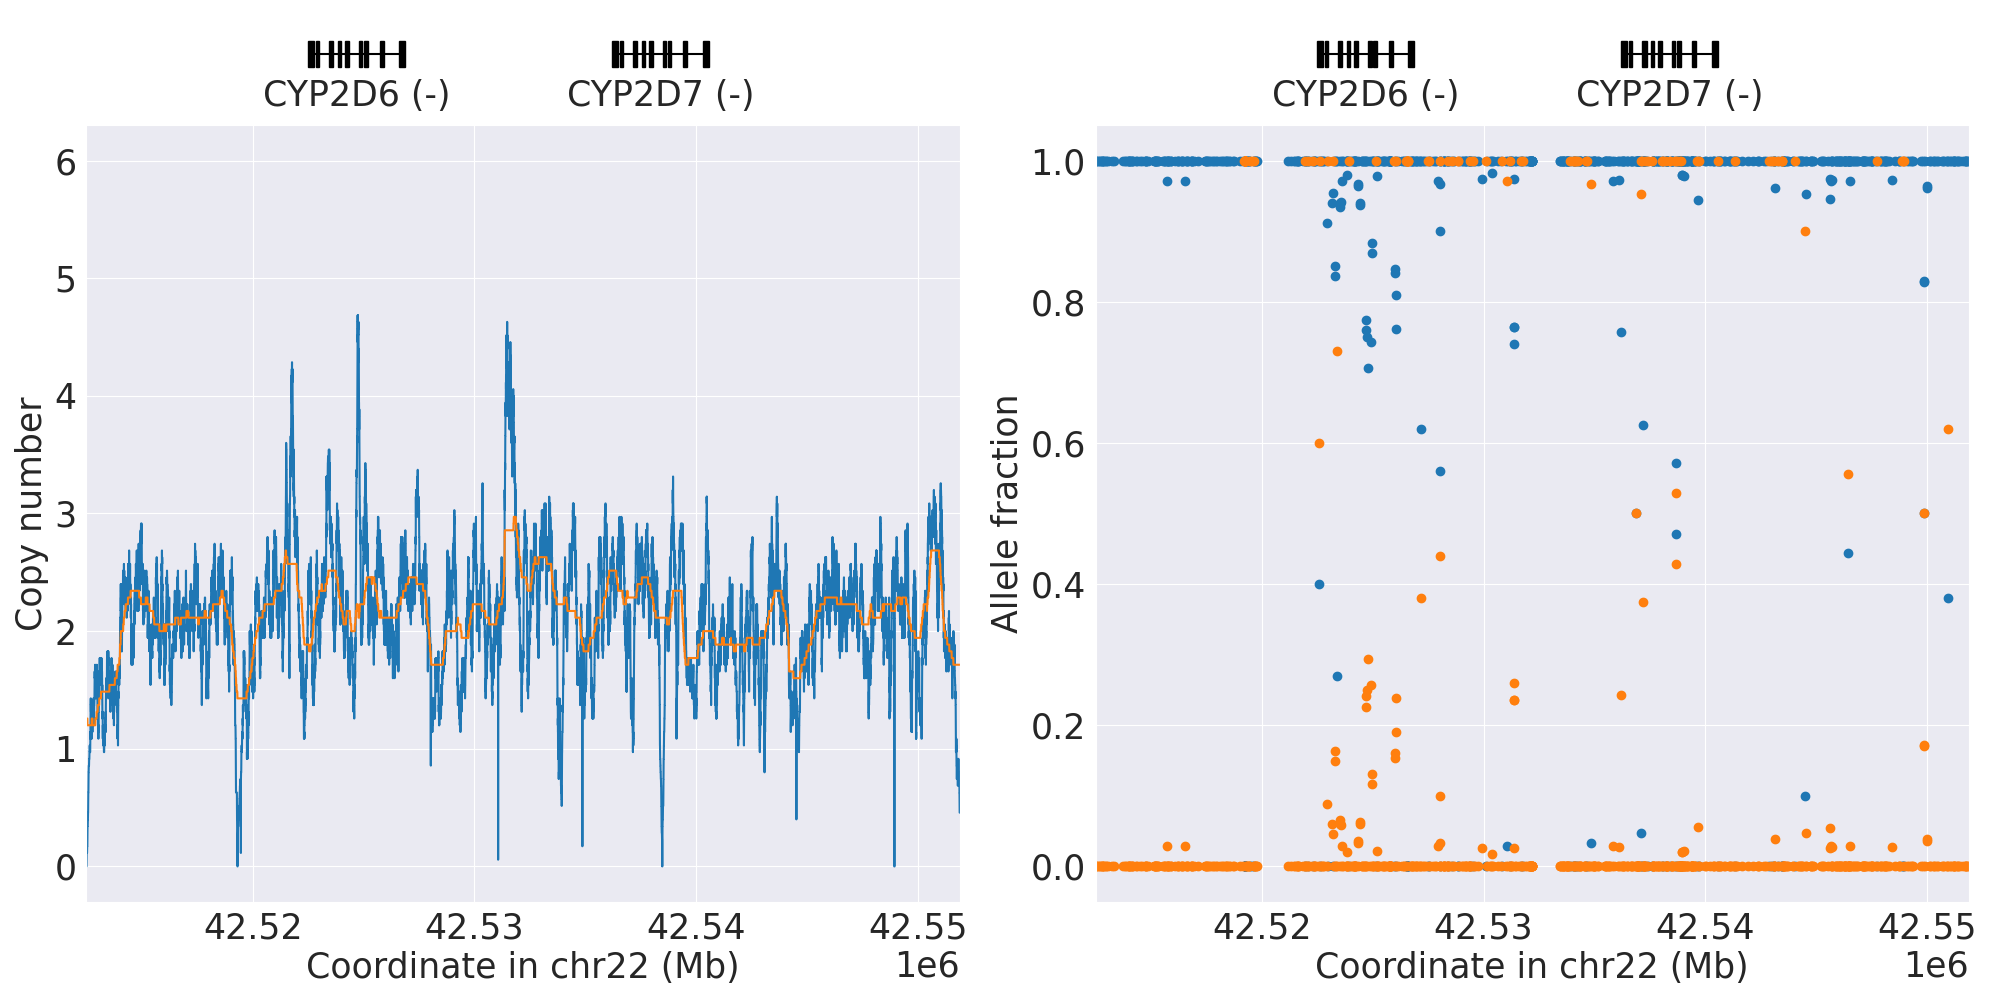 CYP2D6 (-) CYP2D7 (-)
6
5
4
3
2
1
0
Copy number
42.52 42.53 42.54 42.55
Coordinate in chr22 (Mb)
1e6
CYP2D6 (-) CYP2D7 (-)
1.0
0.8
0.6
0.4
0.2
0.0
Allele fraction
42.52 42.53 42.54 42.55
Coordinate in chr22 (Mb)
1e6